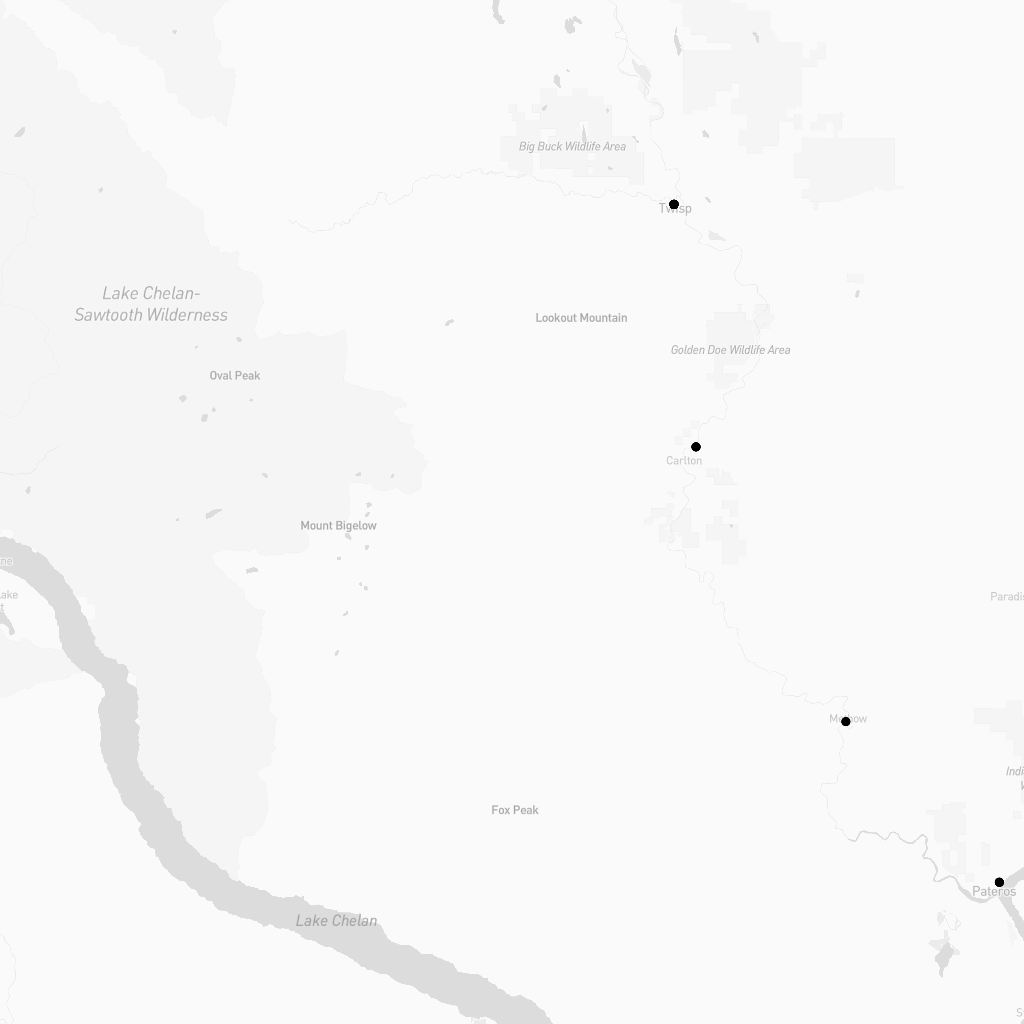 Big Buck Wildlife Area
Twisp
Lake Chelan-
Sawtooth Wilderness
Lookout Mountain
Golden Doe Wildlife Area
Oval Peak
Carlton
Mount Bigelow
ne
ake
Paradis
Methow
Indi
Fox Peak
Pateros
Lake Chelan